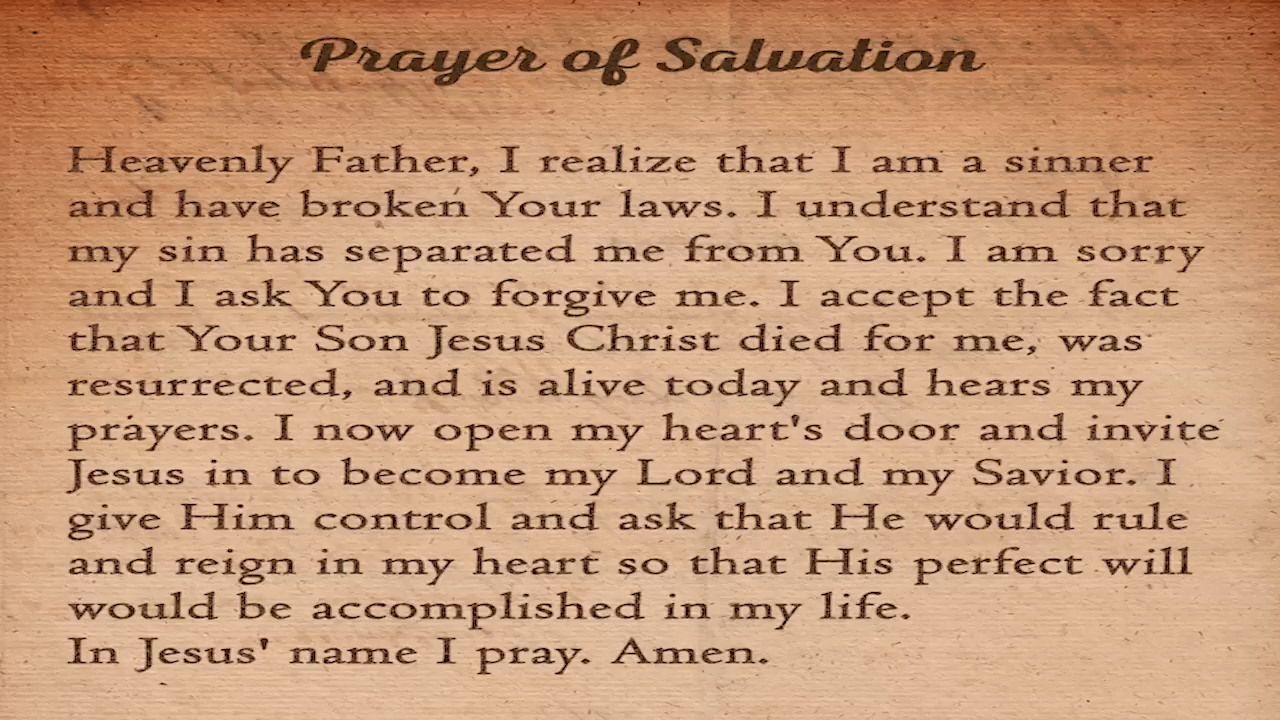 Prayer of Salvation
Heavenly Father, I realize that I am a sinner
and have broken Your laws. I understand that
my sin has separated me from You. I am sorry
and I ask You to forgive me. I accept the fact
that Your Son Jesus Christ died for me, was
resurrected, and is alive today and hears my
prayers. I now open my heart's door and invite
Jesus in to become my Lord and my Savior. I
give Him control and ask that He would rule
and reign in my heart so that His perfect will
would be accomplished in my life.
In Jesus' name I pray. Amen.